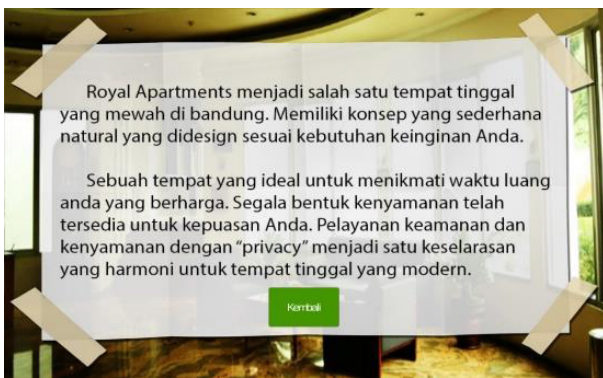 Royal Apartments menjadi salah satu tempat tinggal
yang mewah di bandung. Memiliki konsep yang sederhana
natural yang didesign sesuai kebutuhan keinginan Anda.
Sebuah tempat yang ideal untuk menikmati waktu luang
anda yang berharga. Segala bentuk kenyamanan telah
tersedia untuk kepuasan Anda. Pelayanan keamanan dan
kenyamanan dengan “privacy” menjadi satu keselarasan
yang harmoni untuk tempat tinggal yang modern.
Kembali